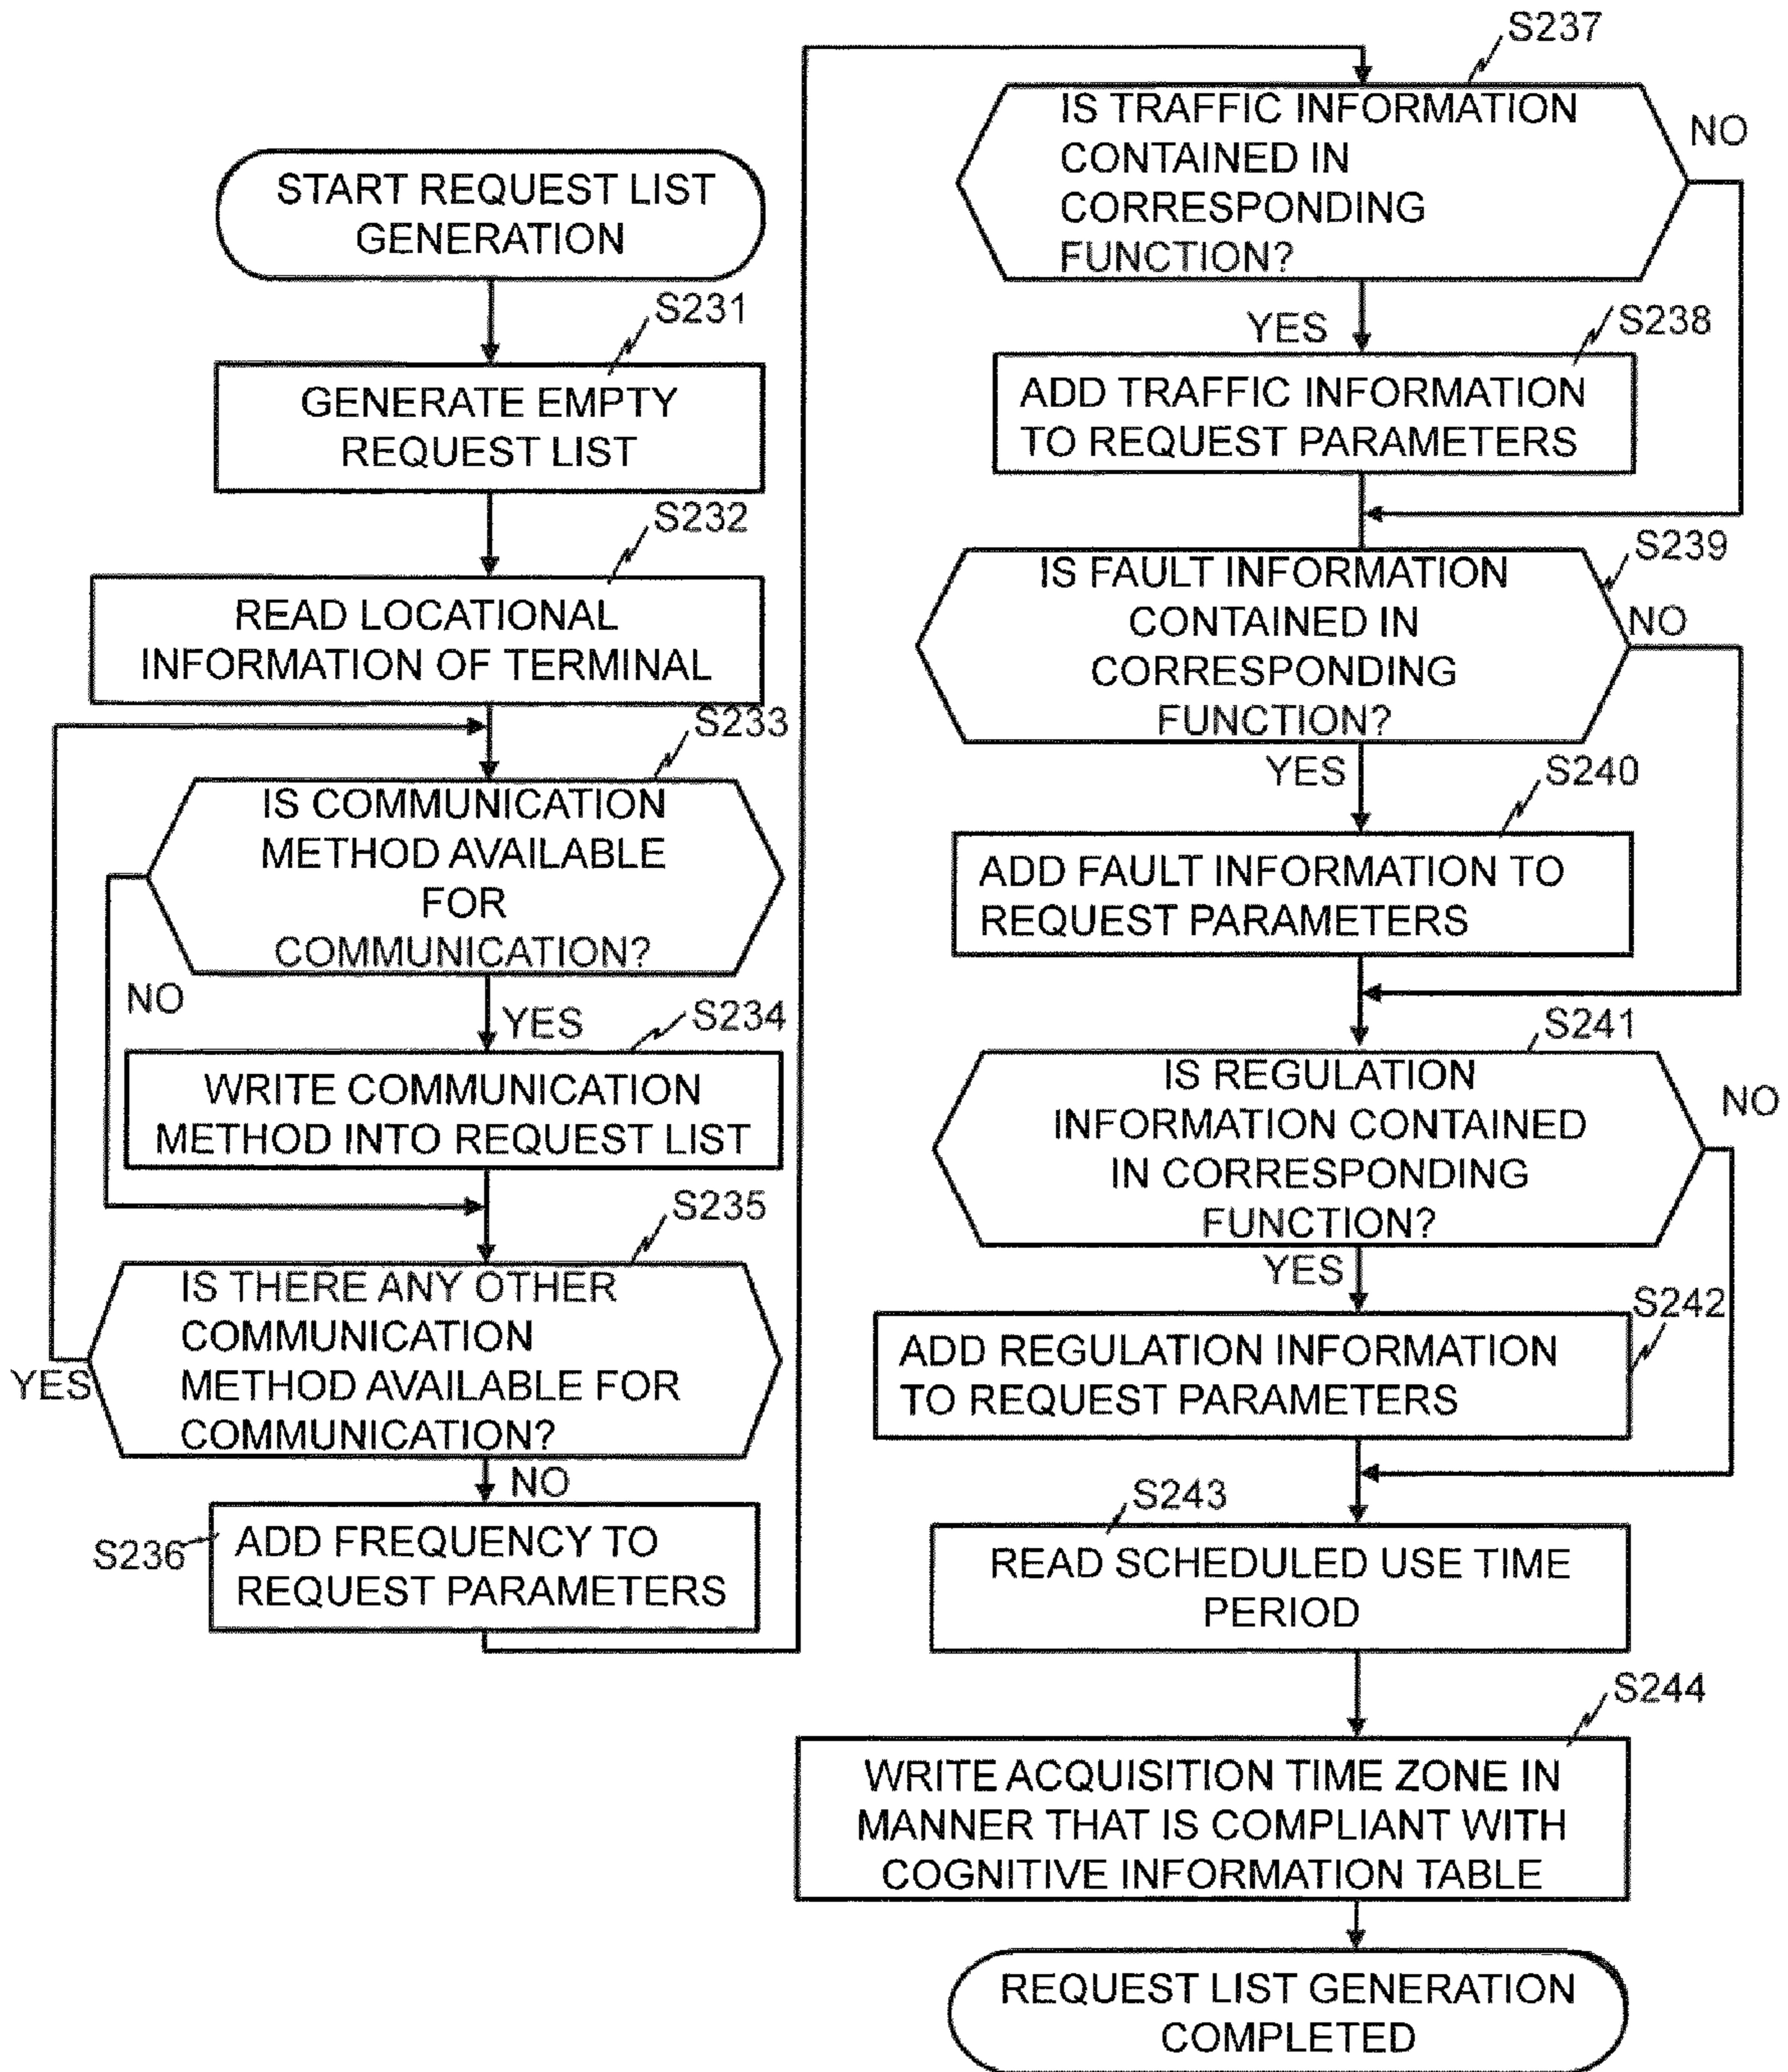 START REQUEST LIST
GENERATION
S231
GENERATE EMPTY
REQUEST LIST
S232
READ LOCATIONAL
INFORMATION OF TERMINAL
S233
IS COMMUNICATION
METHOD AVAILABLE
FOR
COMMUNICATION?
NO
YES
S234
WRITE COMMUNICATION
METHOD INTO REQUEST LIST
S235
IS THERE ANY OTHER
COMMUNICATION
METHOD AVAILABLE FOR
COMMUNICATION?
YES
NO
S236
ADD FREQUENCY TO
REQUEST PARAMETERS
S237
IS TRAFFIC INFORMATION
CONTAINED IN
CORRESPONDING
FUNCTION?
NO
YES
S238
ADD TRAFFIC INFORMATION
TO REQUEST PARAMETERS
S239
IS FAULT INFORMATION
CONTAINED IN
CORRESPONDING
FUNCTION?
NO
YES
S240
ADD FAULT INFORMATION TO
REQUEST PARAMETERS
S241
IS REGULATION
INFORMATION CONTAINED
IN CORRESPONDING
FUNCTION?
NO
YES
S242
ADD REGULATION INFORMATION
TO REQUEST PARAMETERS
S243
READ SCHEDULED USE TIME
PERIOD
S244
WRITE ACQUISITION TIME ZONE IN
MANNER THAT IS COMPLIANT WITH
COGNITIVE INFORMATION TABLE
REQUEST LIST GENERATION
COMPLETED